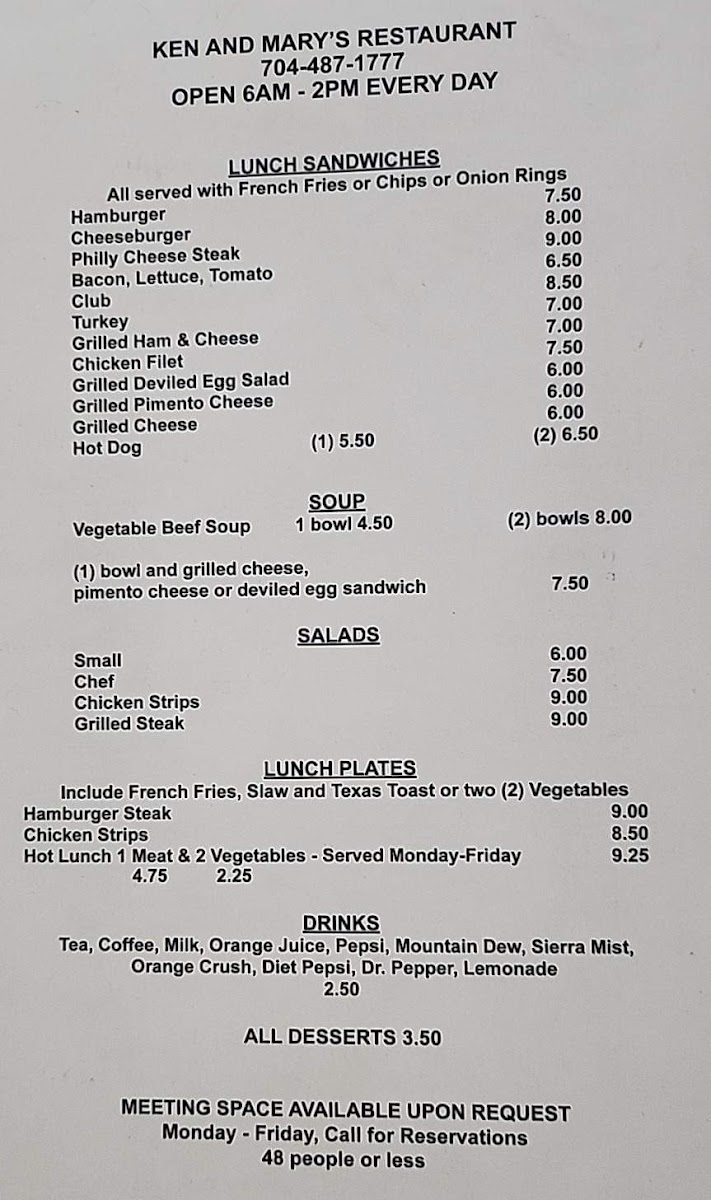 KEN AND MARY'S RESTAURANT
704-487-1777
OPEN 6AM - 2PM EVERY DAY
LUNCH SANDWICHES
All served with French Fries or Chips or Onion Rings
Hamburger 7.50
Cheeseburger 8.00
Philly Cheese Steak 9.00
Bacon, Lettuce, Tomato 6.50
Club 8.50
Turkey 7.00
Grilled Ham & Cheese 7.00
Chicken Filet 7.50
Grilled Deviled Egg Salad 6.00
Grilled Pimento Cheese 6.00
Grilled Cheese 6.00
Hot Dog (1) 5.50 (2) 6.50
SOUP
Vegetable Beef Soup 1 bowl 4.50 (2) bowls 8.00
(1) bowl and grilled cheese,
pimento cheese or deviled egg sandwich 7.50
SALADS
Small 6.00
Chef 7.50
Chicken Strips 9.00
Grilled Steak 9.00
LUNCH PLATES
Include French Fries, Slaw and Texas Toast or two (2) Vegetables
Hamburger Steak 9.00
Chicken Strips 8.50
Hot Lunch 1 Meat & 2 Vegetables - Served Monday-Friday 9.25
4.75 2.25
DRINKS
Tea, Coffee, Milk, Orange Juice, Pepsi, Mountain Dew, Sierra Mist,
Orange Crush, Diet Pepsi, Dr. Pepper, Lemonade
2.50
ALL DESSERTS 3.50
MEETING SPACE AVAILABLE UPON REQUEST
Monday - Friday, Call for Reservations
48 people or less